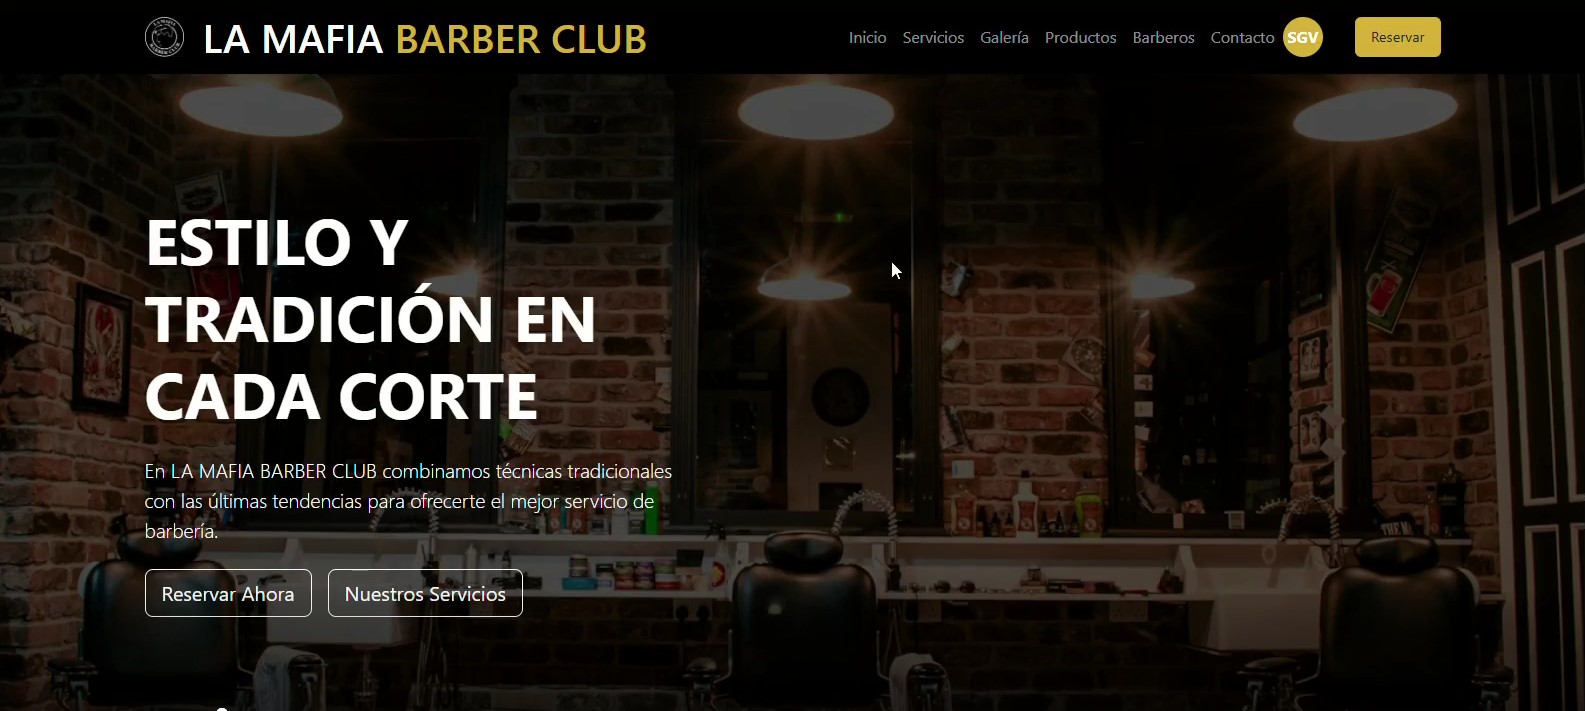 LA MAFIA BARBER CLUB
Inicio Servicios Galería Productos Barberos Contacto SGV Reservar
ESTILO Y
TRADICIÓN EN
CADA CORTE
En LA MAFIA BARBER CLUB combinamos técnicas tradicionales
con las últimas tendencias para ofrecerte el mejor servicio de
barbería.
Reservar Ahora Nuestros Servicios